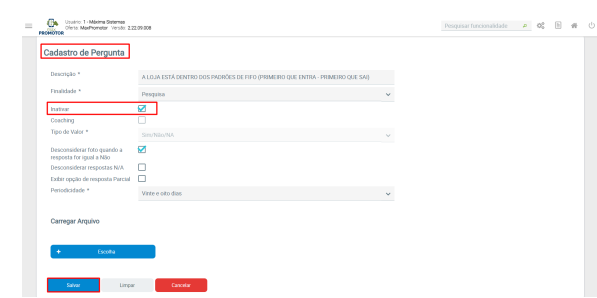 Usuário: 1 - Máxima Sistemas
Cliente: MaxPromotor Versão: 2.22.09.008
PROMOTOR
Pesquisar funcionalidade
Cadastro de Pergunta
Descrição *
A LOJA ESTÁ DENTRO DOS PADRÕES DE FIFO (PRIMEIRO QUE ENTRA - PRIMEIRO QUE SAI)
Finalidade *
Pesquisa
Inativar
Coaching
Tipo de Valor *
Sim/Não/NA
Desconsiderar foto quando a
resposta for igual a Não
Desconsiderar respostas N/A
Exibir opção de resposta Parcial
Periodicidade *
Vinte e oito dias
Carregar Arquivo
+ Escolha
Salvar Limpar Cancelar